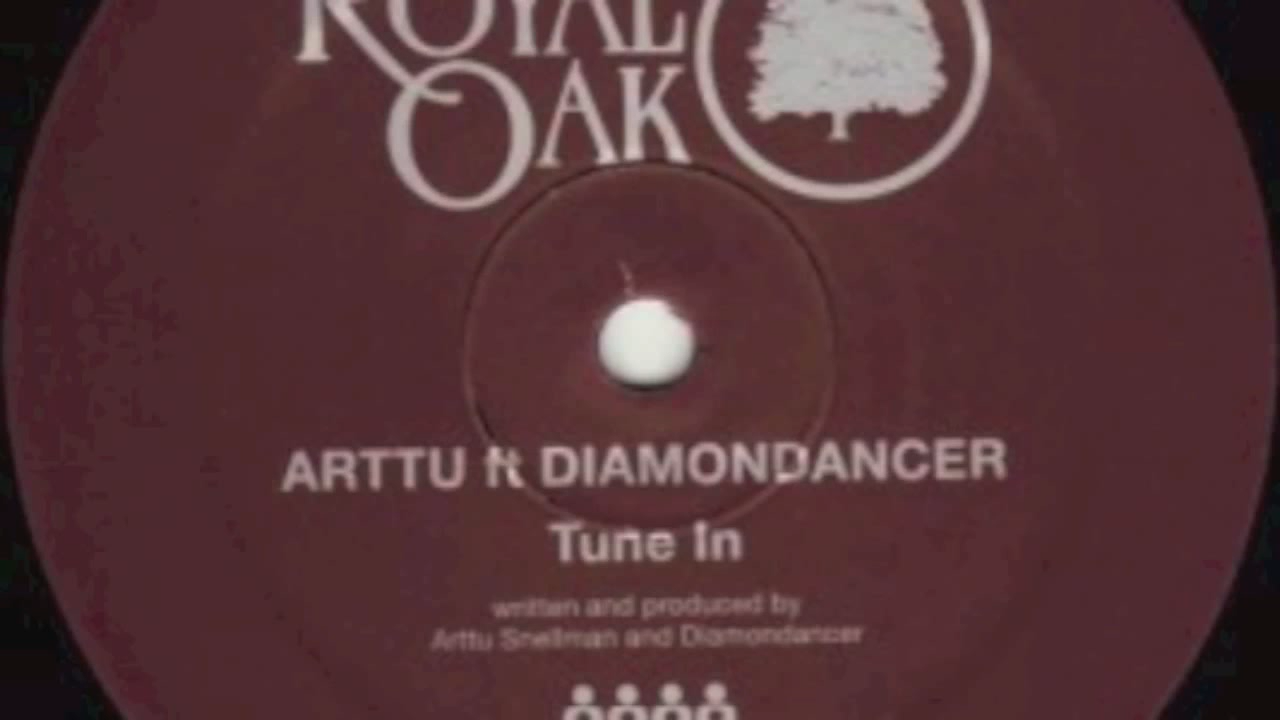 ROYAL
OAK
ARTTU ft DIAMONDANCER
Tune In
written and produced by
Arttu Snellman and Diamondancer